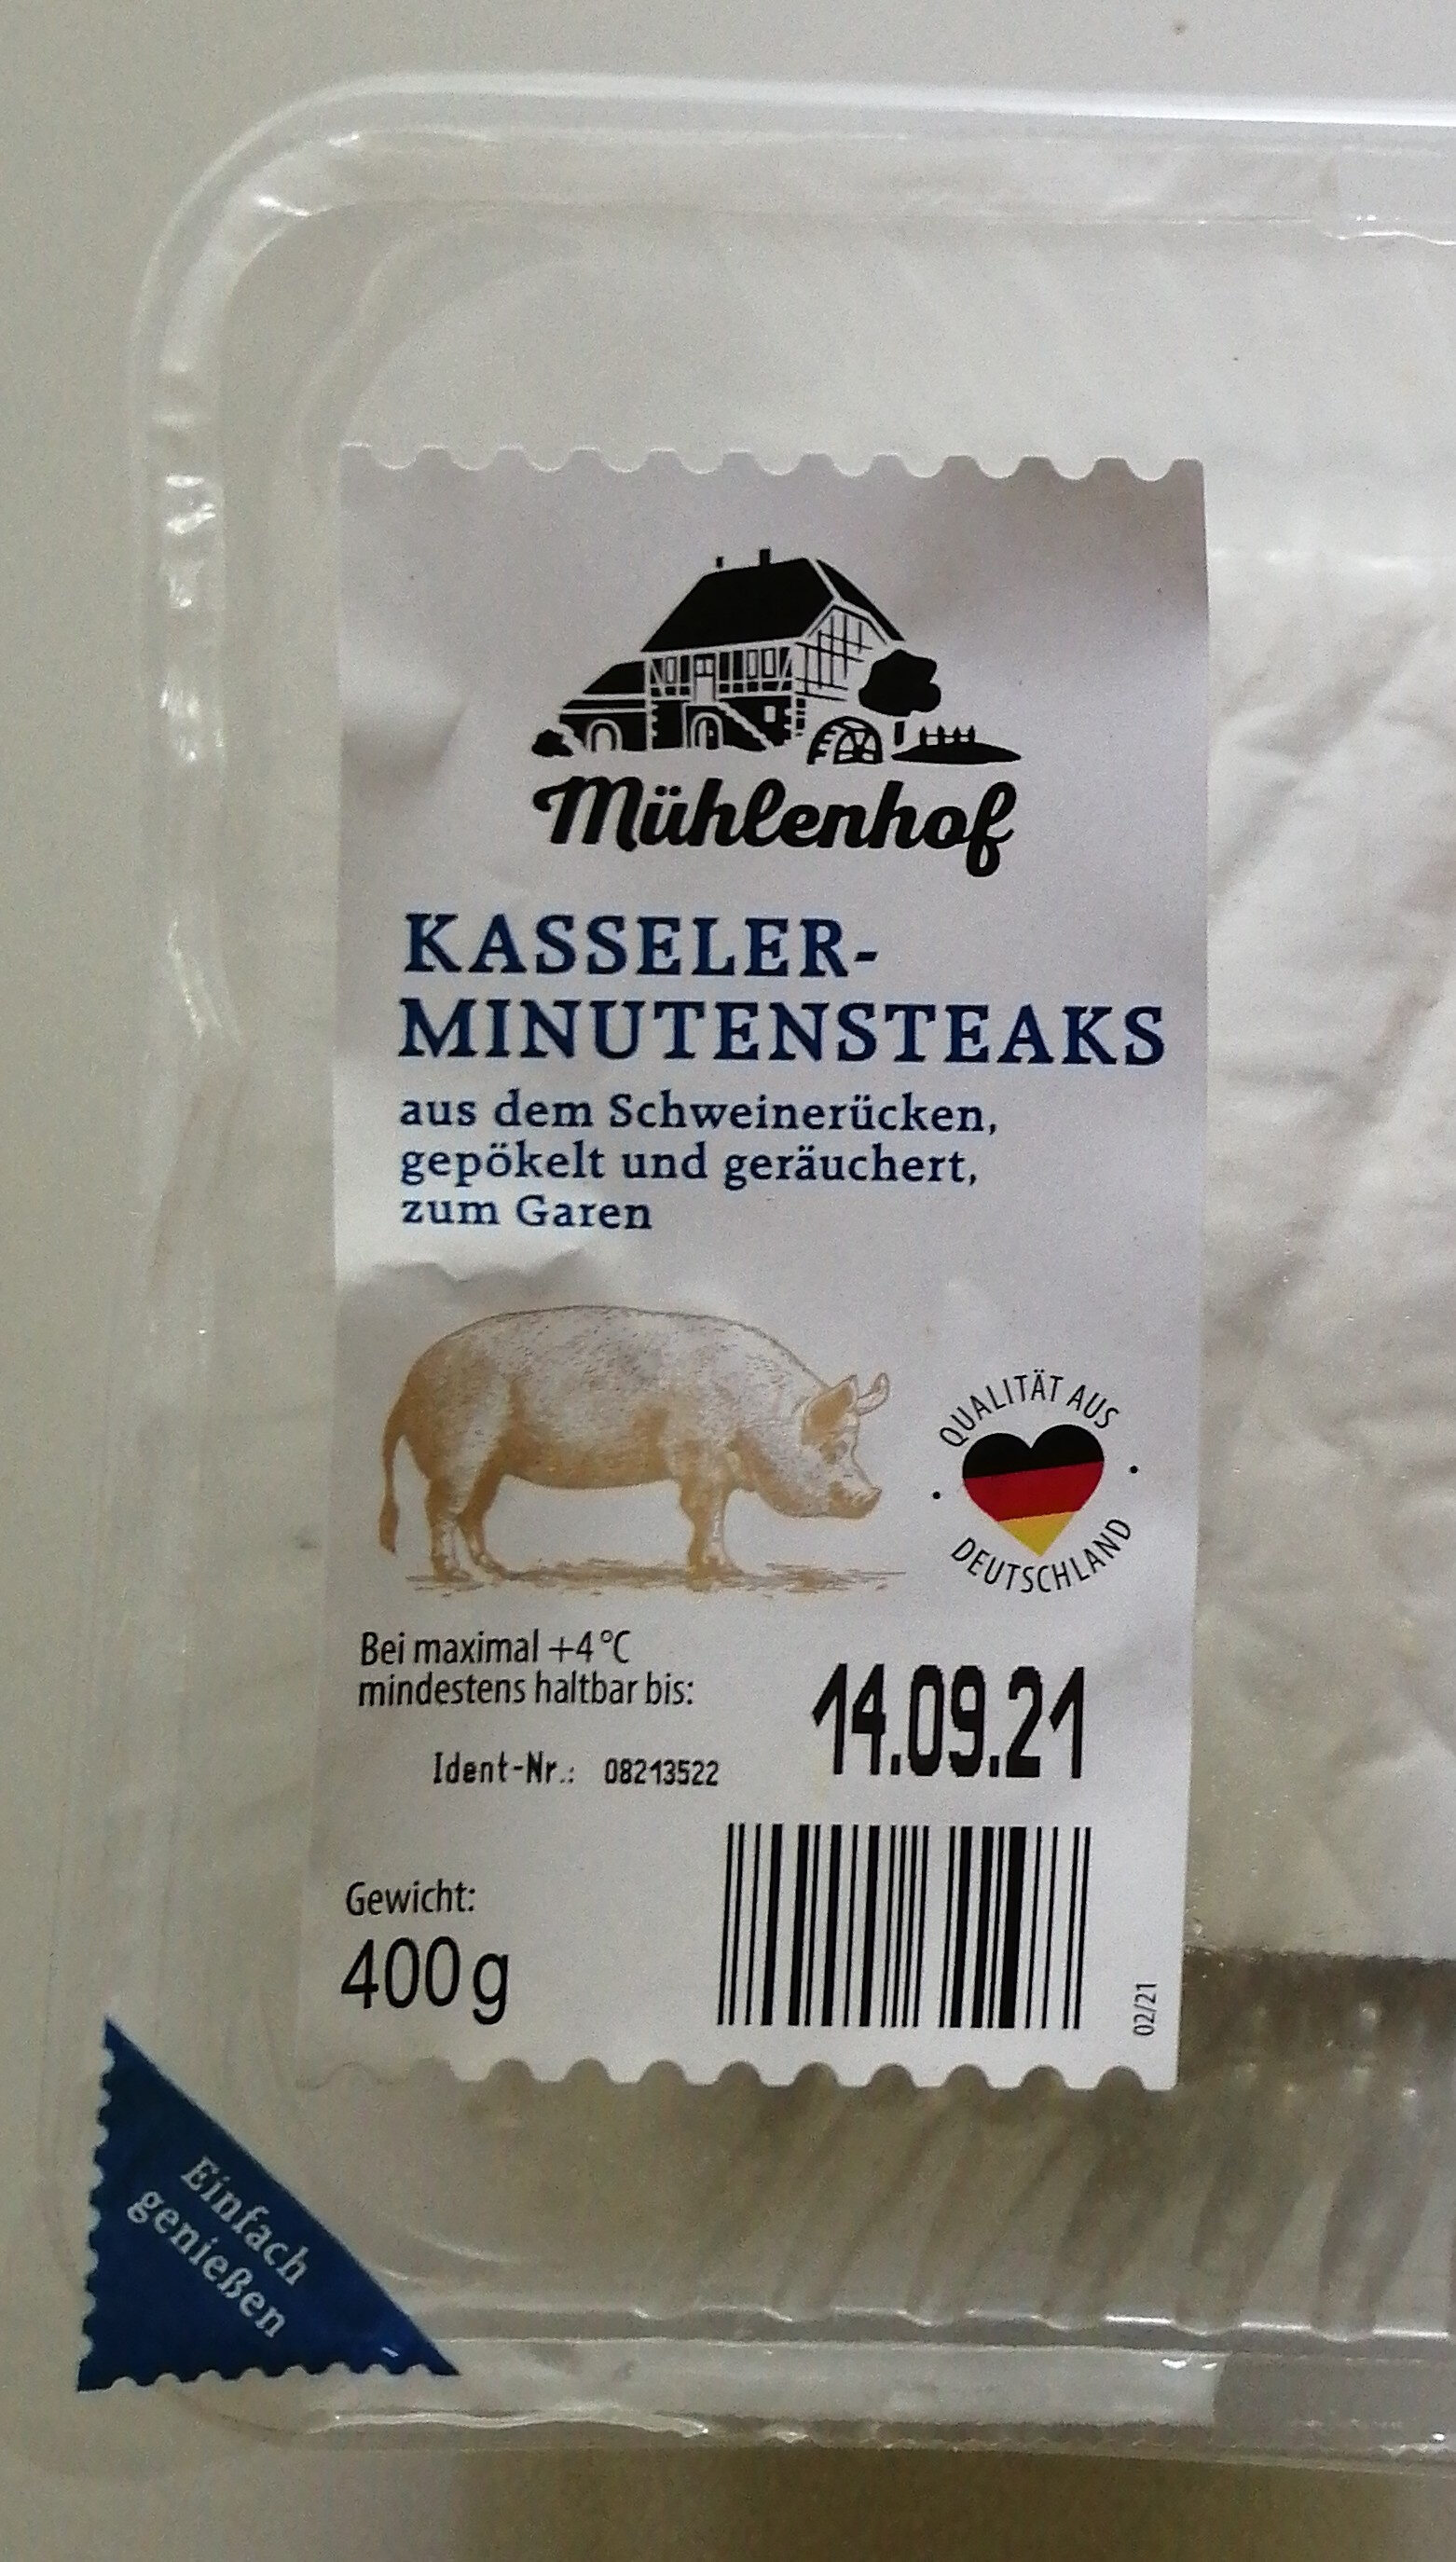 Mühlenhof
KASSELER-
MINUTENSTEAKS
aus dem Schweinerücken,
gepökelt und geräuchert,
zum Garen
QUALITÄT AUS
DEUTSCHLAND
Bei maximal +4°C
mindestens haltbar bis:
14.09.21
Ident-Nr.: 08213522
Gewicht:
400g
02/21
Einfach
genießen